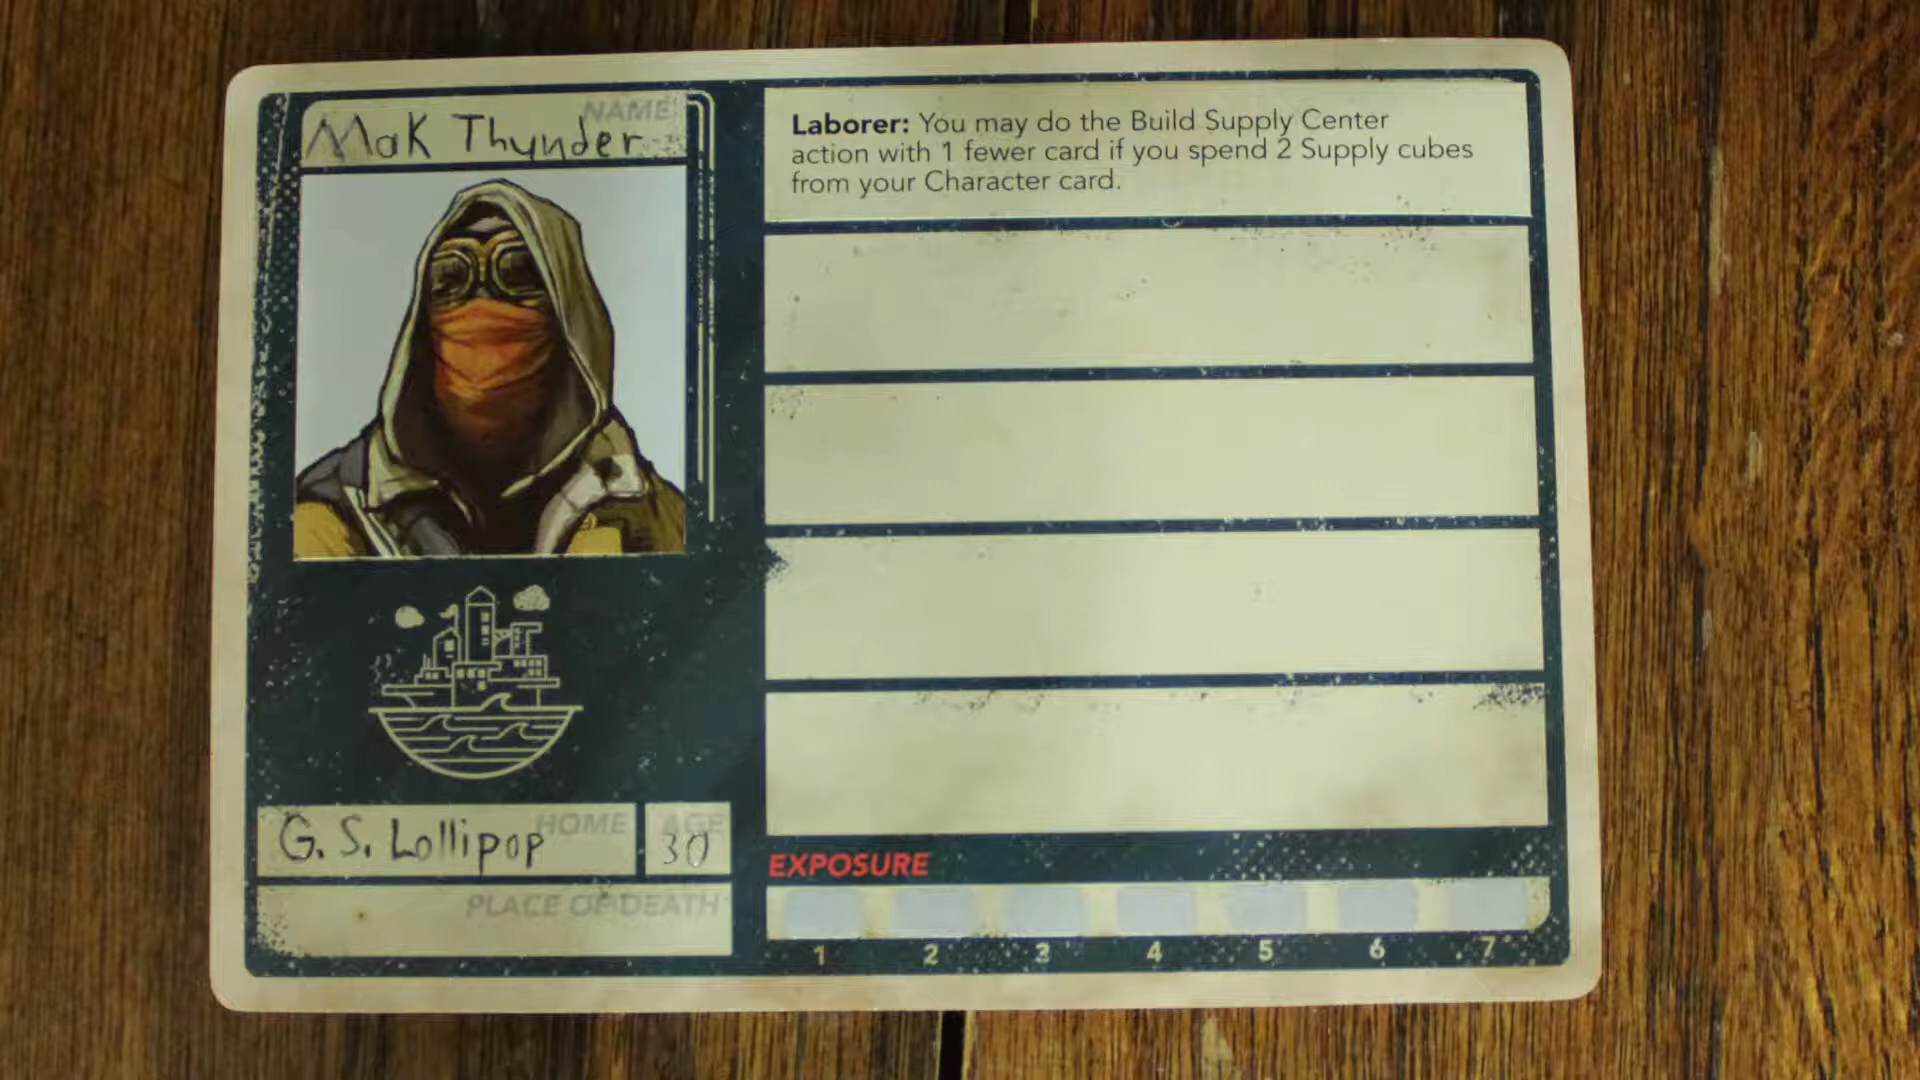 NAME
Mak Thunder
Laborer: You may do the Build Supply Center
action with 1 fewer card if you spend 2 Supply cubes
from your Character card.
HOME
G. S. Lollipop
AGE
30
PLACE OF DEATH
EXPOSURE
1 2 3 4 5 6 7